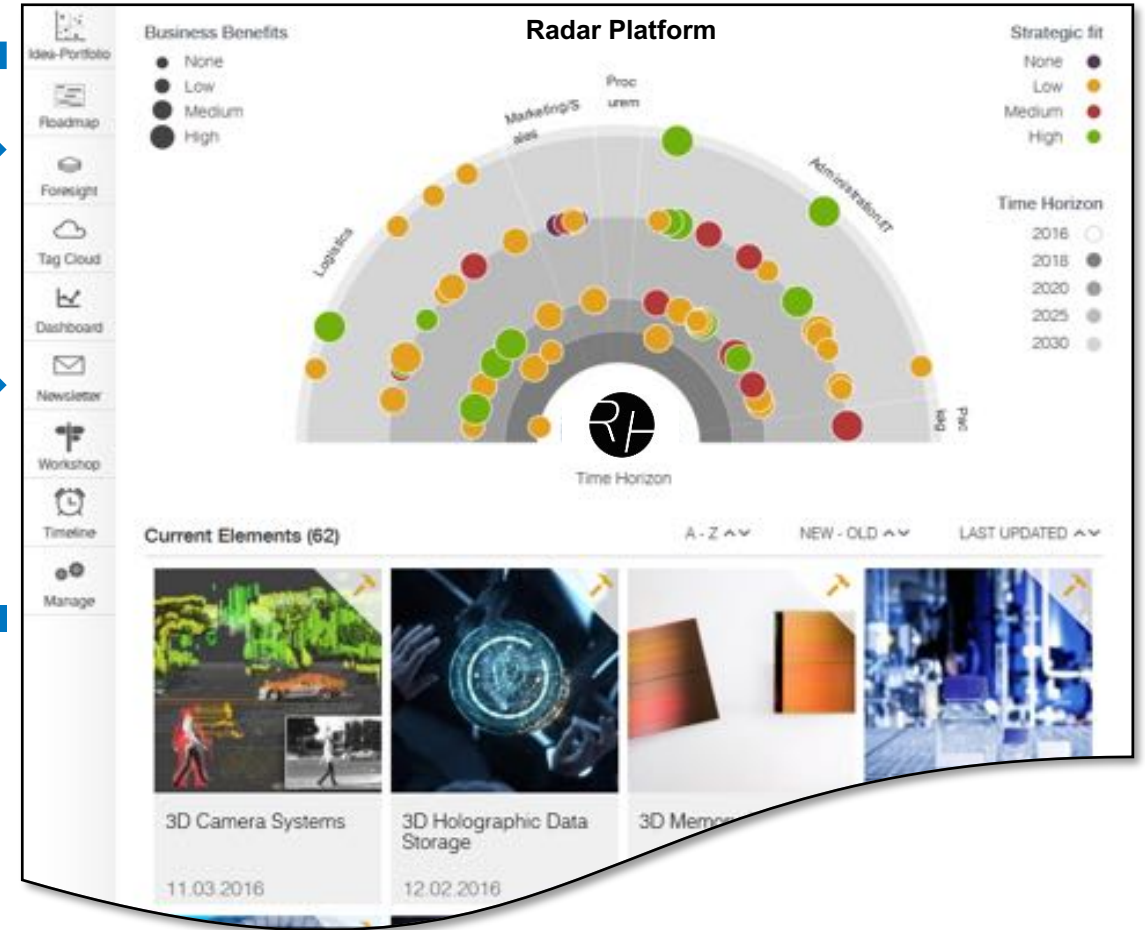 Radar Platform
Idea-Portfolio
Roadmap
Foresight
Tag Cloud
Dashboard
Newsletter
Workshop
Timeline
Manage
Business Benefits
None
Low
Medium
High
Strategic fit
None
Low
Medium
High
Time Horizon
2016
2018
2020
2025
2030
Logistics
Marketing/S
ales
Proc
urem
Administration/IT
Time Horizon
Current Elements (62)
A - Z
NEW - OLD
LAST UPDATED
3D Camera Systems
11.03.2016
3D Holographic Data
Storage
12.02.2016
3D